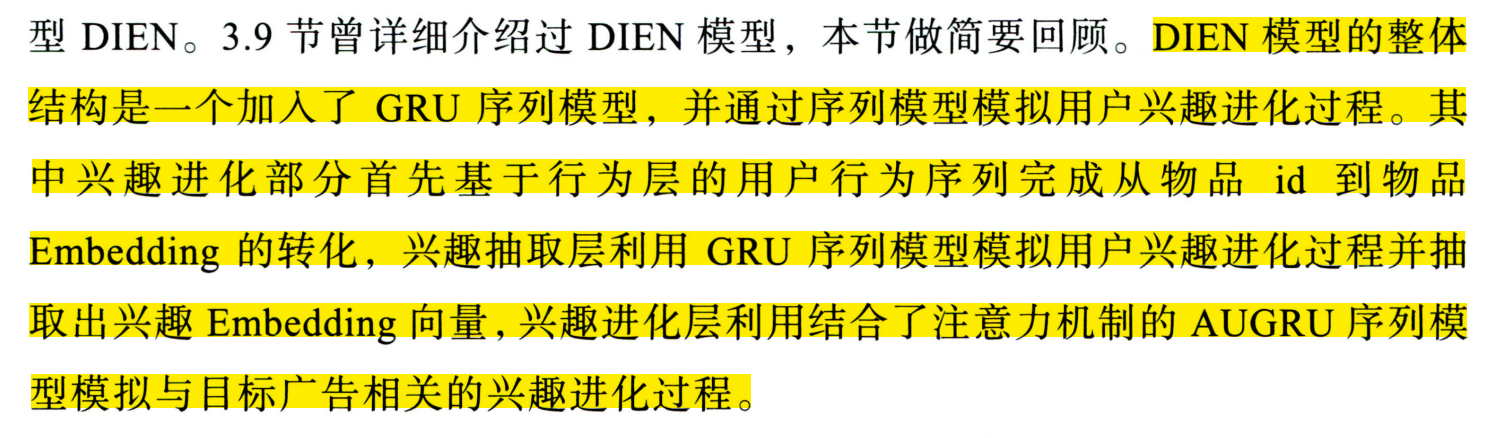 型 DIEN。3.9 节曾详细介绍过 DIEN 模型，本节做简要回顾。DIEN 模型的整体
结构是一个加入了 GRU 序列模型，并通过序列模型模拟用户兴趣进化过程。其
中兴趣进化部分首先基于行为层的用户行为序列完成从物品 id 到物品
Embedding 的转化，兴趣抽取层利用 GRU 序列模型模拟用户兴趣进化过程并抽
取出兴趣 Embedding 向量，兴趣进化层利用结合了注意力机制的 AUGRU 序列模
型模拟与目标广告相关的兴趣进化过程。